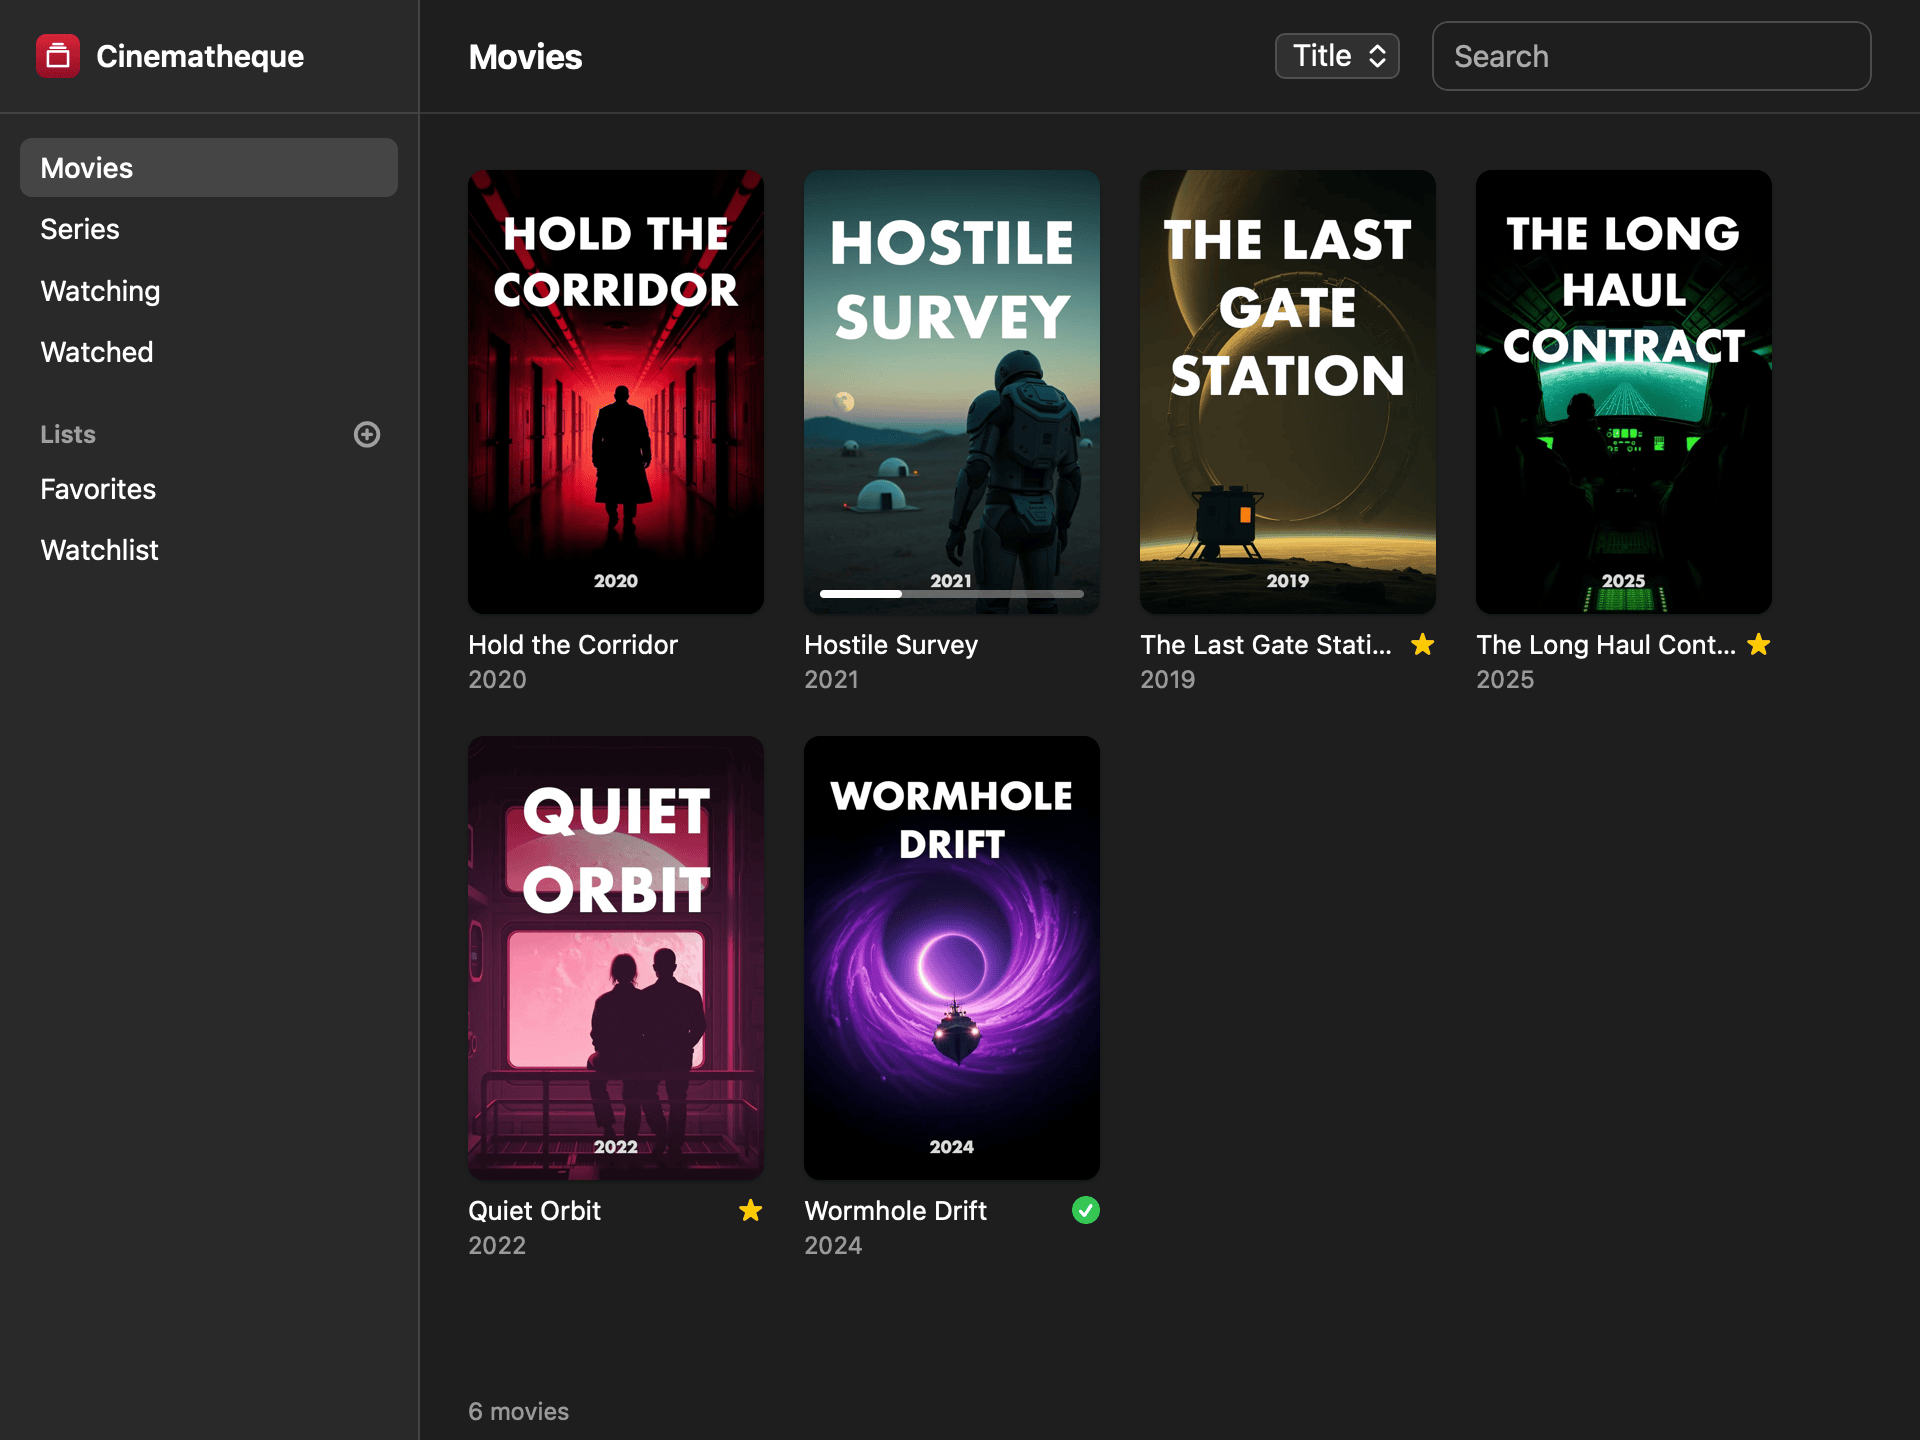 Cinematheque
Movies
Title
Search
Movies
Series
Watching
Watched
Lists
Favorites
Watchlist
HOLD THE
CORRIDOR
2020
Hold the Corridor
2020
HOSTILE
SURVEY
2021
Hostile Survey
2021
THE LAST
GATE
STATION
2019
The Last Gate Stati...
2019
THE LONG
HAUL
CONTRACT
2025
The Long Haul Cont...
2025
QUIET
ORBIT
2022
Quiet Orbit
2022
WORMHOLE
DRIFT
2024
Wormhole Drift
2024
6 movies